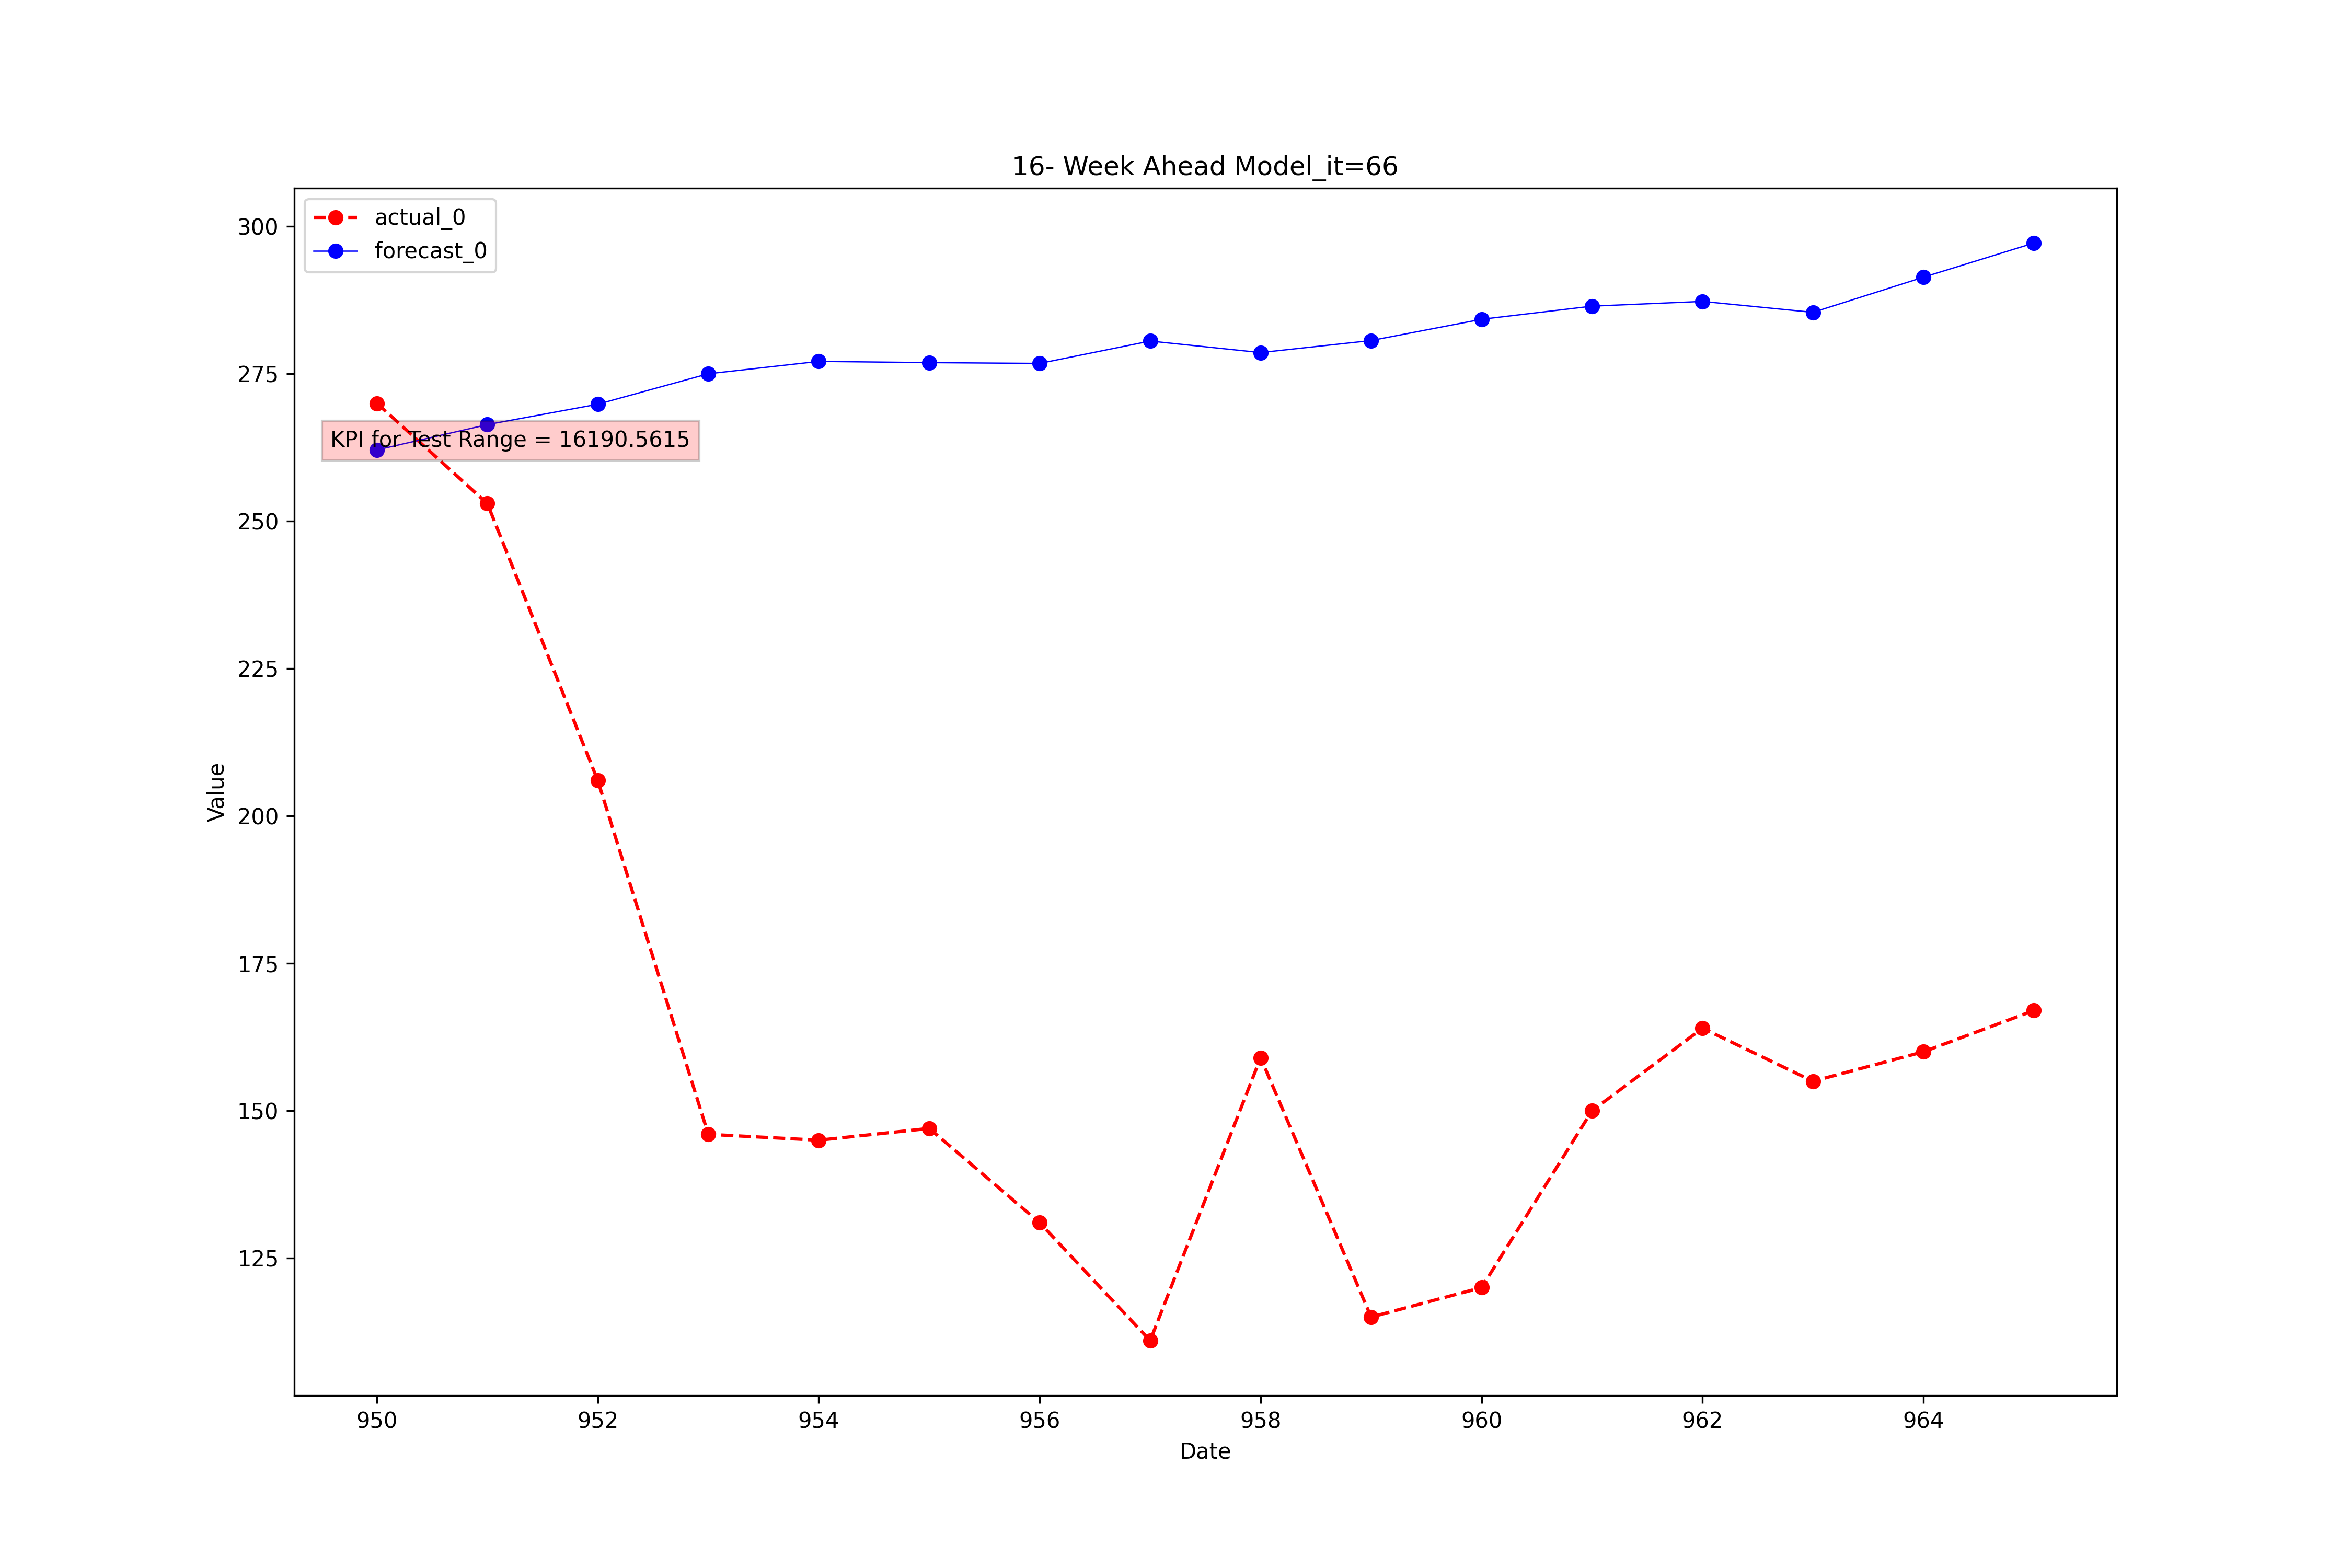 16- Week Ahead Model_it=66
actual_0
forecast_0
KPI for Test Range = 16190.5615
300
275
250
225
200
175
150
125
Value
950 952 954 956 958 960 962 964
Date